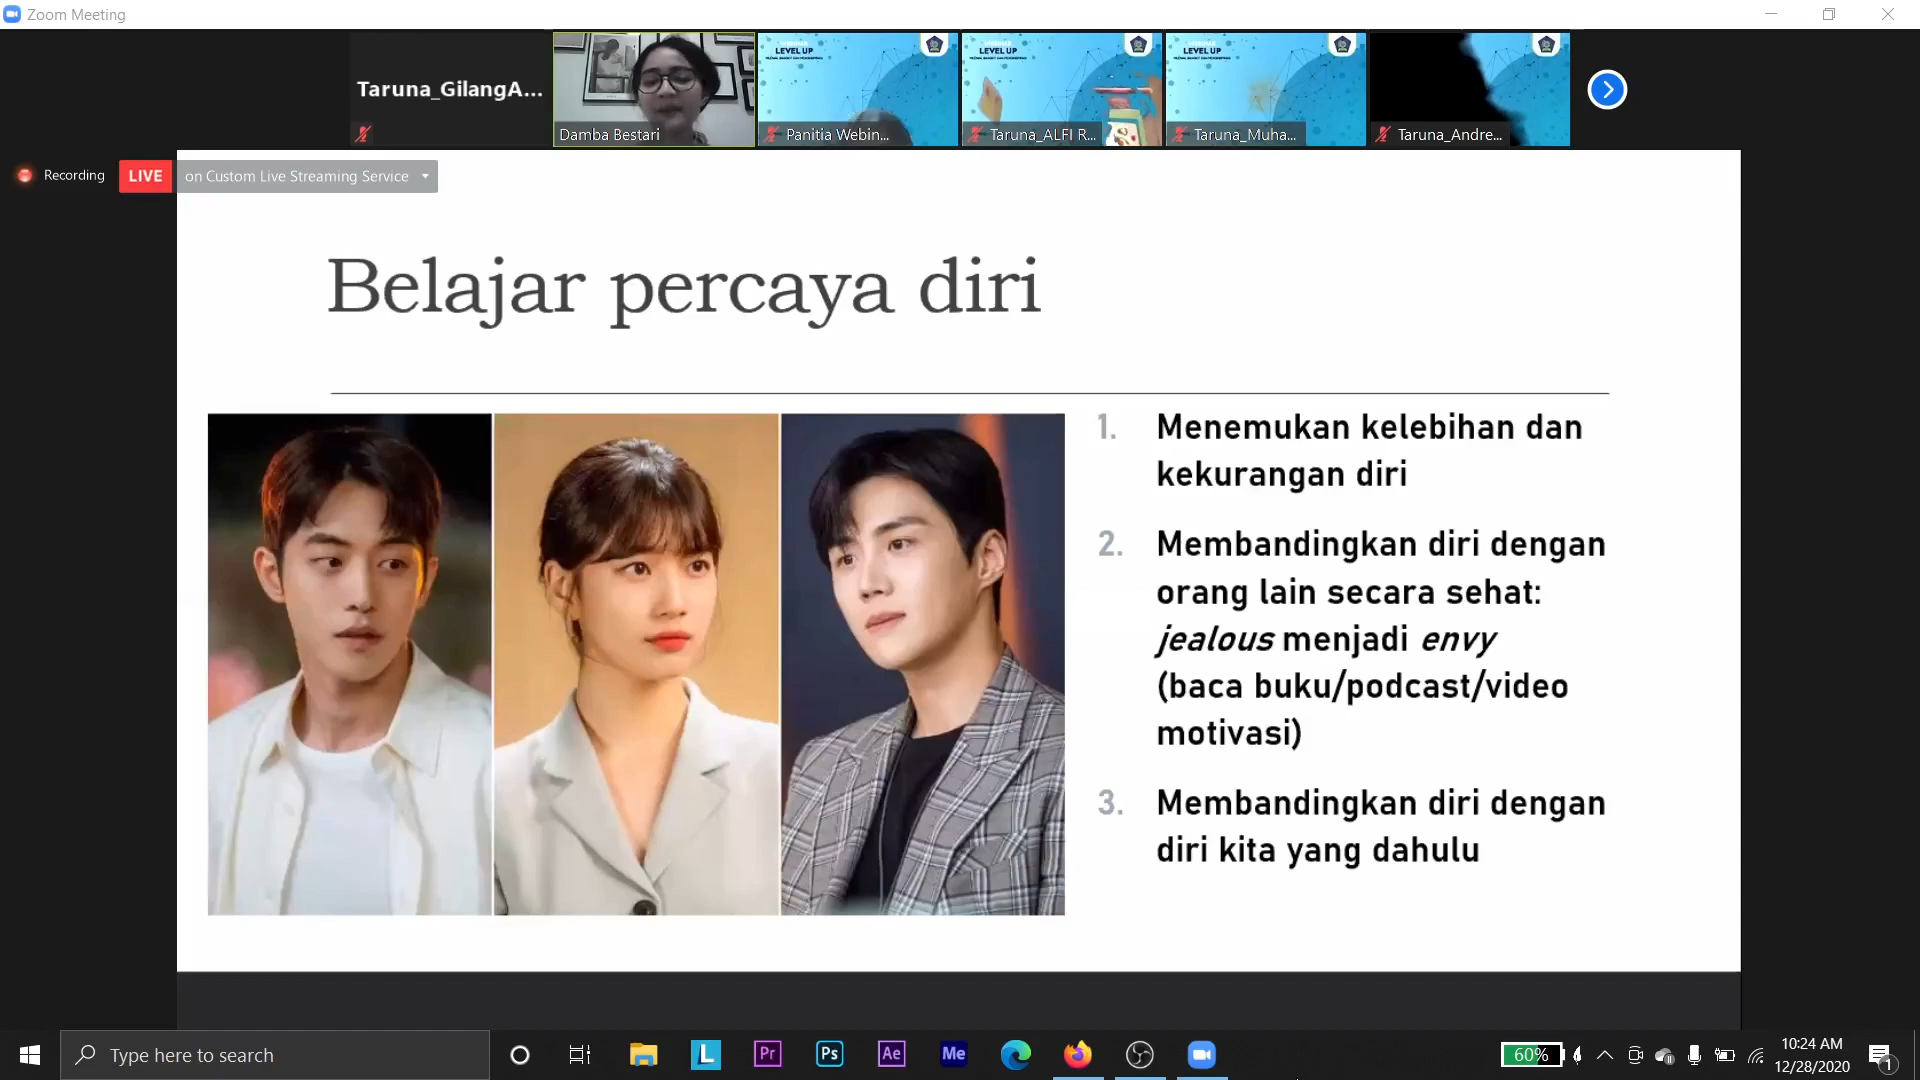 Zoom Meeting
Taruna_GilangA...
Damba Bestari
LEVEL UP
Panitia Webin...
LEVEL UP
Taruna_ALFI R...
LEVEL UP
Taruna_Muha...
Taruna_Andre...
Recording
LIVE
on Custom Live Streaming Service
Belajar percaya diri
1. Menemukan kelebihan dan
kekurangan diri
2. Membandingkan diri dengan
orang lain secara sehat:
jealous menjadi envy
(baca buku/podcast/video
motivasi)
3. Membandingkan diri dengan
diri kita yang dahulu
Type here to search
L
Pr
Ps
Ae
Me
60%
10:24 AM
12/28/2020
1